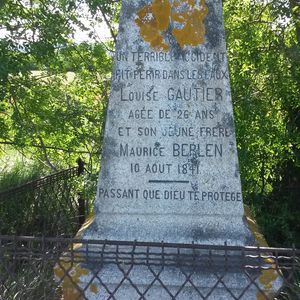 UN TERRIBLE ACCIDENT
FIT PÉRIR DANS LES EAUX
LOUISE GAUTIER
AGÉE DE 26 ANS
ET SON JEUNE FRÈRE
MAURICE BERLEN
10 AOUT 1841
PASSANT QUE DIEU TE PROTÈGE